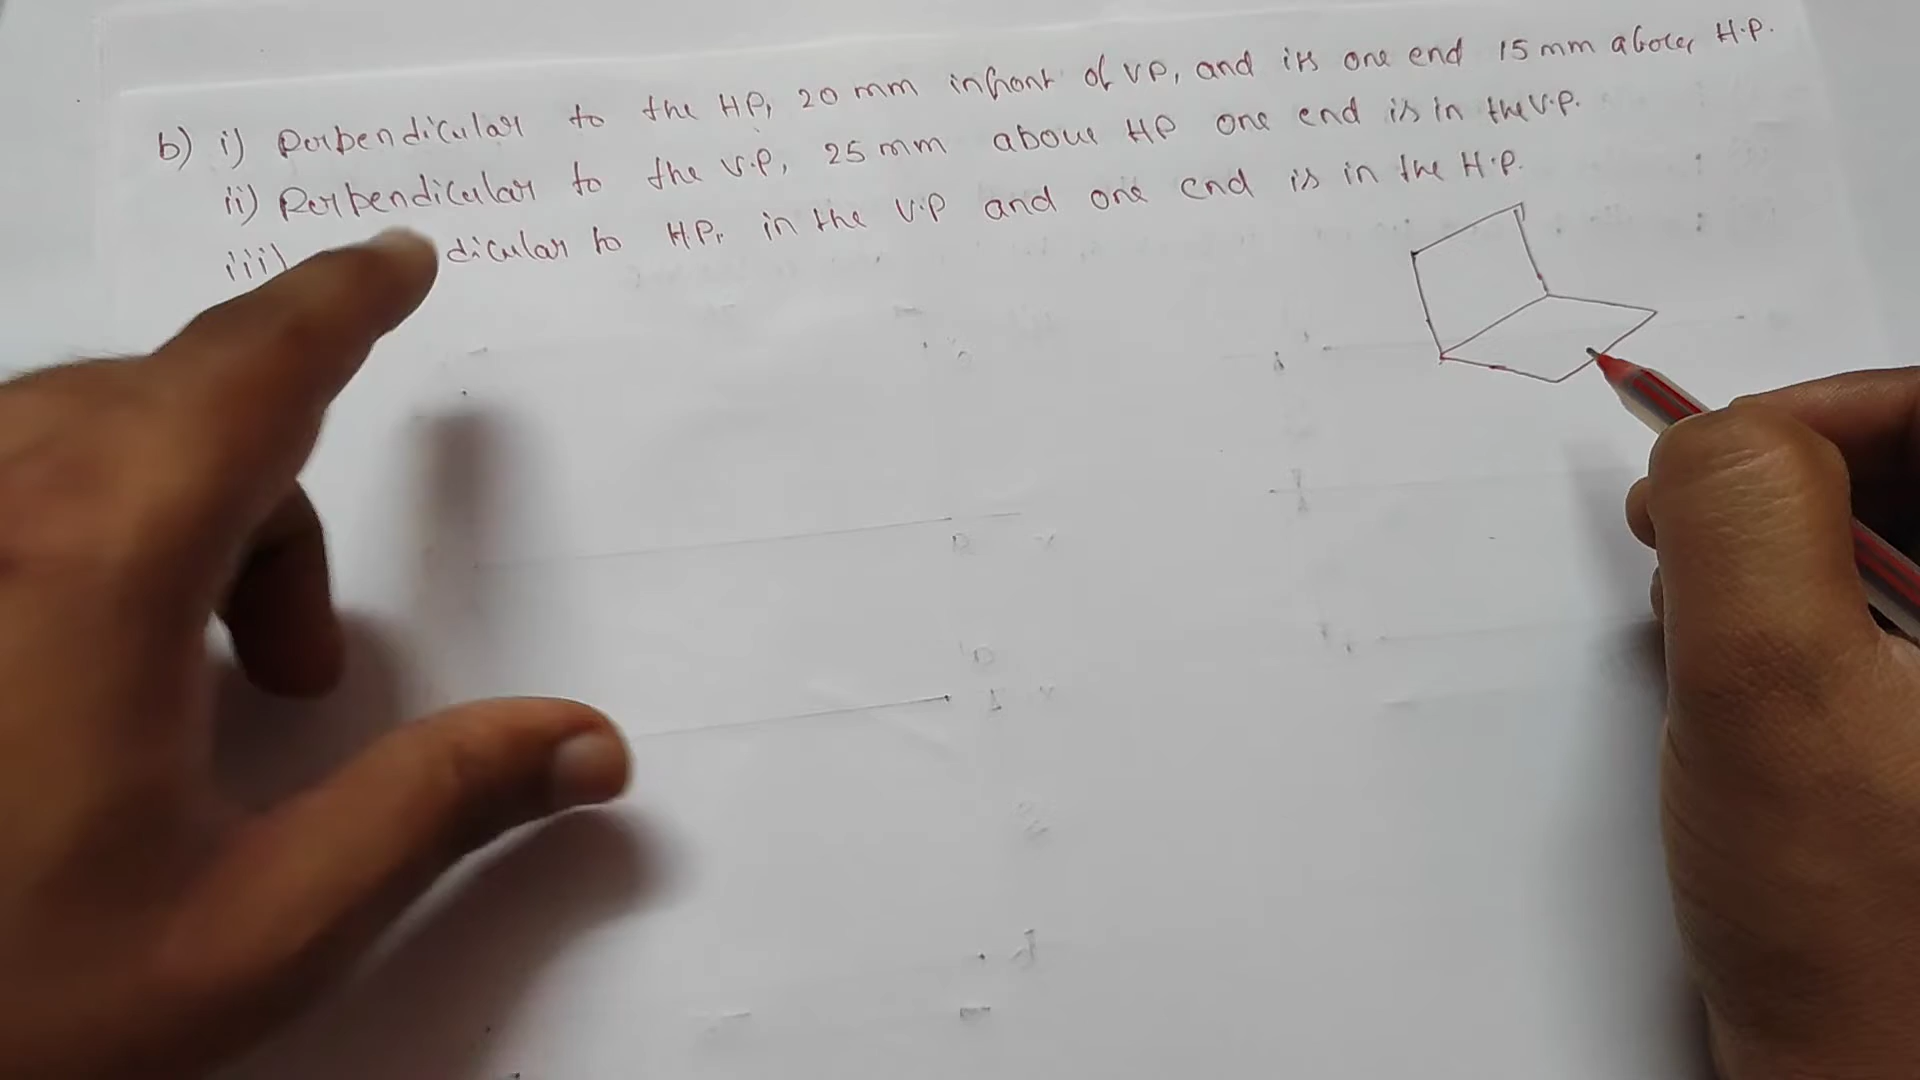 b) i) Perpendicular to the HP, 20 mm infront of VP, and its one end 15 mm above H.P.
ii) Perpendicular to the V.P, 25 mm above HP one end is in the V.P.
iii) dicular to H.P, in the V.P and one end is in the H.P.